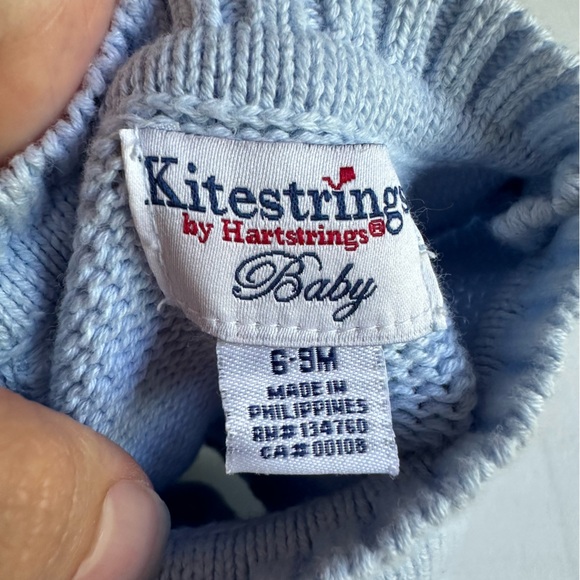 Kitestrings
by Hartstrings®
Baby
6-9M
MADE IN
PHILIPPINES
RN# 134760
CA# 00108